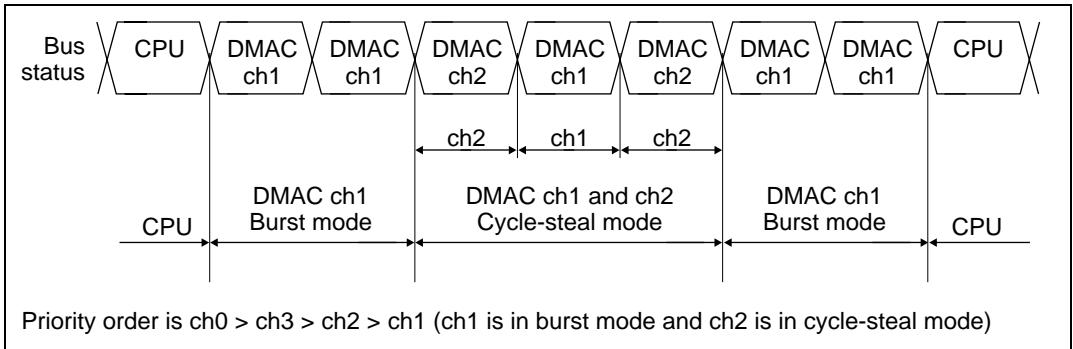 Bus status
CPU
DMAC ch1
DMAC ch1
DMAC ch2
DMAC ch1
DMAC ch2
DMAC ch1
DMAC ch1
CPU
ch2
ch1
ch2
CPU
DMAC ch1
Burst mode
DMAC ch1 and ch2
Cycle-steal mode
DMAC ch1
Burst mode
CPU
Priority order is ch0 > ch3 > ch2 > ch1 (ch1 is in burst mode and ch2 is in cycle-steal mode)